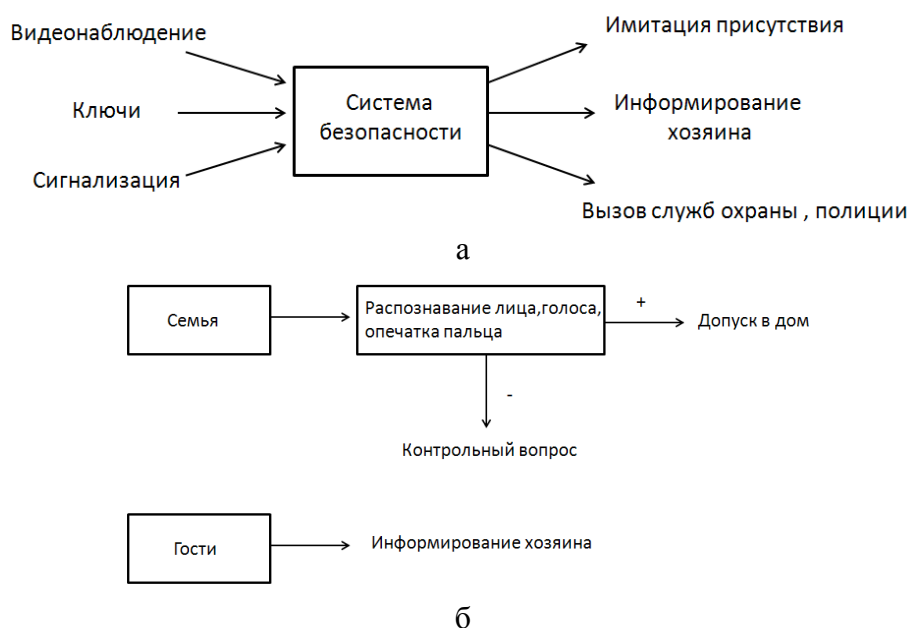 Видеонаблюдение
Ключи
Сигнализация
Система
безопасности
Имитация присутствия
Информирование
хозяина
Вызов служб охраны , полиции
а
Семья
Распознавание лица,голоса,
опечатка пальца
+
Допуск в дом
-
Контрольный вопрос
Гости
Информирование хозяина
б